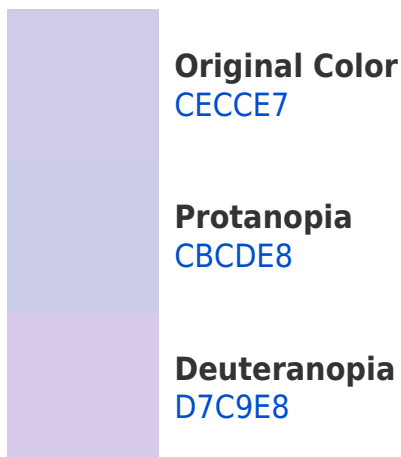 Original Color
CECCE7
Protanopia
CBCDE8
Deuteranopia
D7C9E8